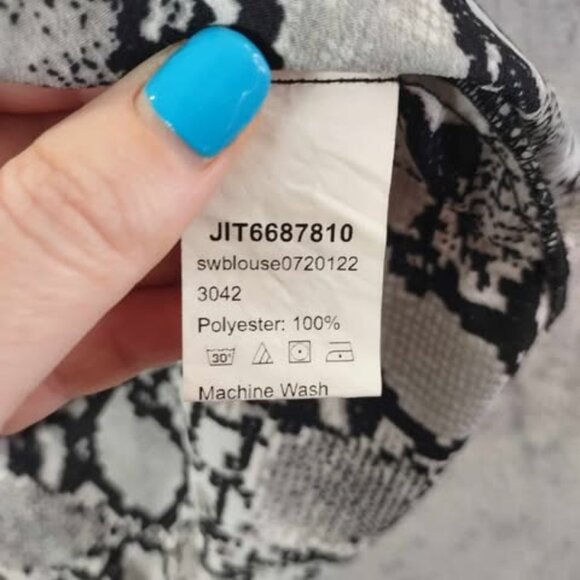 JIT6687810
swblouse0720122
3042
Polyester: 100%
30°
Machine Wash